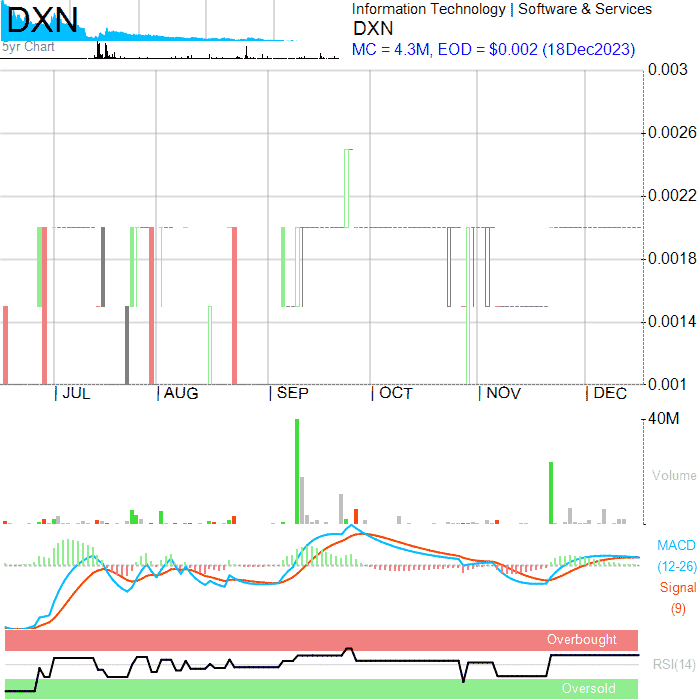 DXN
5yr Chart
Information Technology | Software & Services
DXN
MC = 4.3M, EOD = $0.002 (18Dec2023)
0.003
0.0026
0.0022
0.0018
0.0014
0.001
| JUL | AUG | SEP | OCT | NOV | DEC
40M
Volume
MACD
(12-26)
Signal
(9)
Overbought
RSI(14)
Oversold